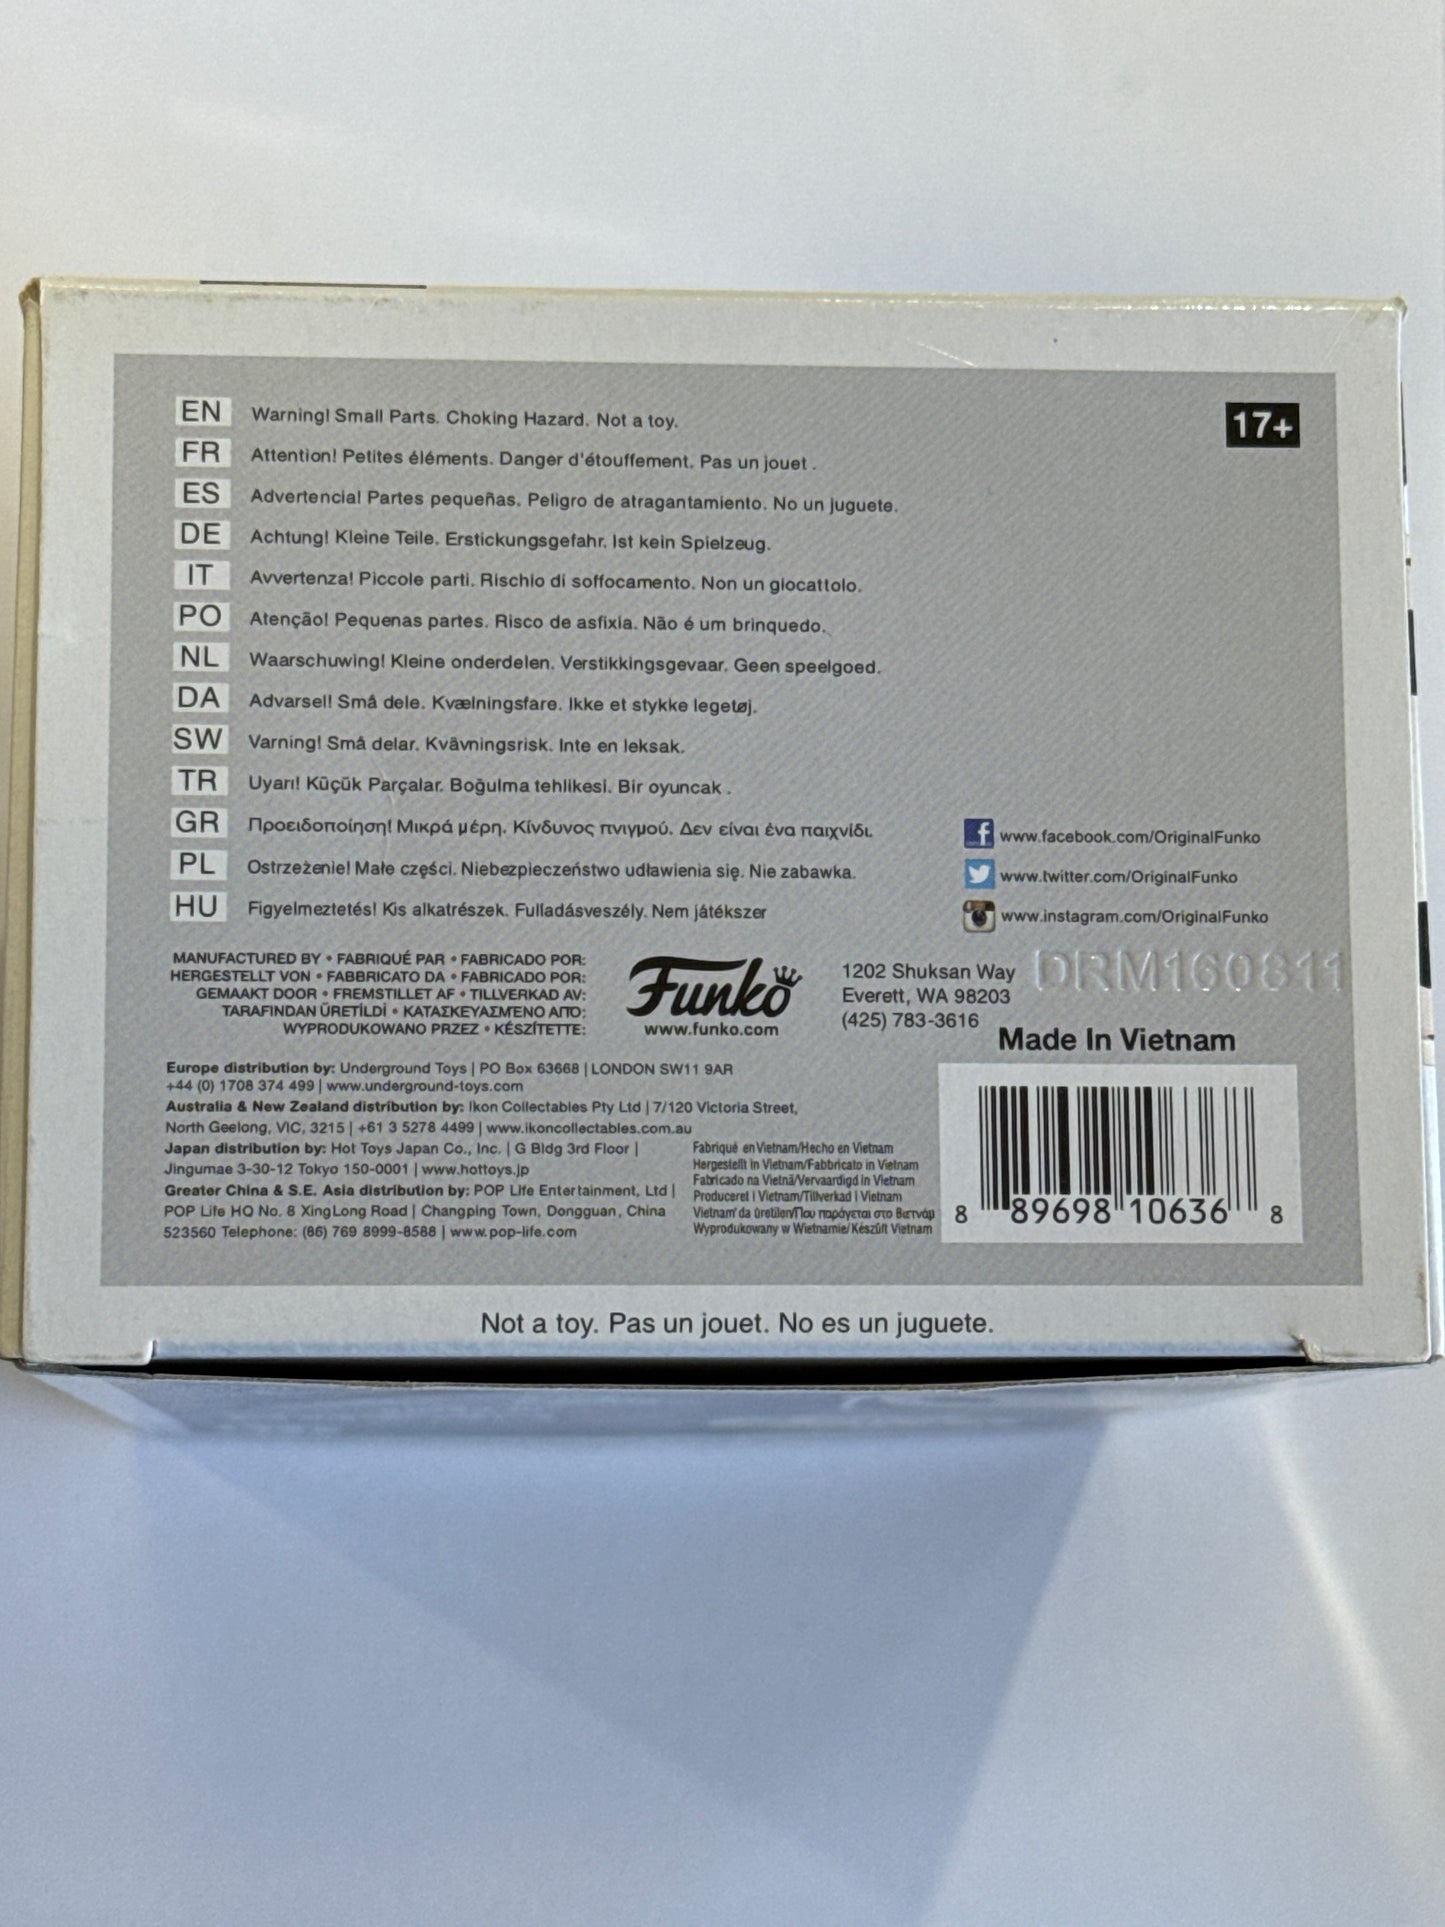 EN Warning! Small Parts. Choking Hazard. Not a toy.
17+
FR Attention! Petites éléments. Danger d'étouffement. Pas un jouet .
ES Advertencia! Partes pequeñas. Peligro de atragantamiento. No un juguete.
DE Achtung! Kleine Teile. Erstickungsgefahr. Ist kein Spielzeug.
IT Avvertenza! Piccole parti. Rischio di soffocamento. Non un giocattolo.
PO Atenção! Pequenas partes. Risco de asfixia. Não é um brinquedo.
NL Waarschuwing! Kleine onderdelen. Verstikkingsgevaar. Geen speelgoed.
DA Advarsel! Små dele. Kvælningsfare. Ikke et stykke legetøj.
SW Varning! Små delar. Kvävningsrisk. Inte en leksak.
TR Uyarı! Küçük Parçalar. Boğulma tehlikesi. Bir oyuncak .
GR Προειδοποίηση! Μικρά μέρη. Κίνδυνος πνιγμού. Δεν είναι ένα παιχνίδι.
PL Ostrzeżenie! Małe części. Niebezpieczeństwo udławienia się. Nie zabawka.
HU Figyelmeztetés! Kis alkatrészek. Fulladásveszély. Nem játékszer
www.facebook.com/OriginalFunko
www.twitter.com/OriginalFunko
www.instagram.com/OriginalFunko
MANUFACTURED BY • FABRIQUÉ PAR • FABRICADO POR:
HERGESTELLT VON • FABBRICATO DA • FABRICADO POR:
GEMAAKT DOOR • FREMSTILLET AF • TILLVERKAD AV:
TARAFINDAN ÜRETİLDİ • ΚΑΤΑΣΚΕΥΑΣΜΈΝΟ ΑΠΌ:
WYPRODUKOWANO PRZEZ • KÉSZÍTETTE:
Funko
www.funko.com
1202 Shuksan Way
Everett, WA 98203
(425) 783-3616
DRM160611
Made In Vietnam
Europe distribution by: Underground Toys | PO Box 63668 | LONDON SW11 9AR
+44 (0) 1708 374 499 | www.underground-toys.com
Australia & New Zealand distribution by: Ikon Collectables Pty Ltd | 7/120 Victoria Street,
North Geelong, VIC, 3215 | +61 3 5278 4499 | www.ikoncollectables.com.au
Japan distribution by: Hot Toys Japan Co., Inc. | G Bldg 3rd Floor |
Jingumae 3-30-12 Tokyo 150-0001 | www.hottoys.jp
Greater China & S.E. Asia distribution by: POP Life Entertainment, Ltd |
POP Life HQ No. 8 XingLong Road | Changping Town, Dongguan, China
523560 Telephone: (86) 769 8999-8588 | www.pop-life.com
Fabriqué en Vietnam/Hecho en Vietnam
Hergestellt in Vietnam/Fabbricato in Vietnam
Fabricado na Vietnã/Vervaardigd in Vietnam
Produceret i Vietnam/Tillverkad i Vietnam
Vietnam'da üretilen/Που παράγεται στο Βιετνάμ
Wyprodukowany w Wietnamie/Készült Vietnam
8 89698 10636 8
Not a toy. Pas un jouet. No es un juguete.